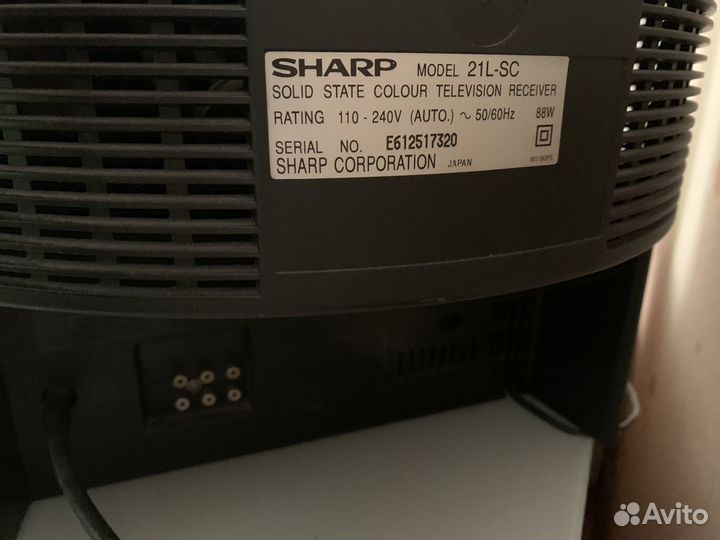 SHARP MODEL 21L-SC
SOLID STATE COLOUR TELEVISION RECEIVER
RATING 110 - 240V (AUTO.) ~ 50/60Hz 88W
SERIAL NO. E612517320
SHARP CORPORATION JAPAN M1180PE
Avito